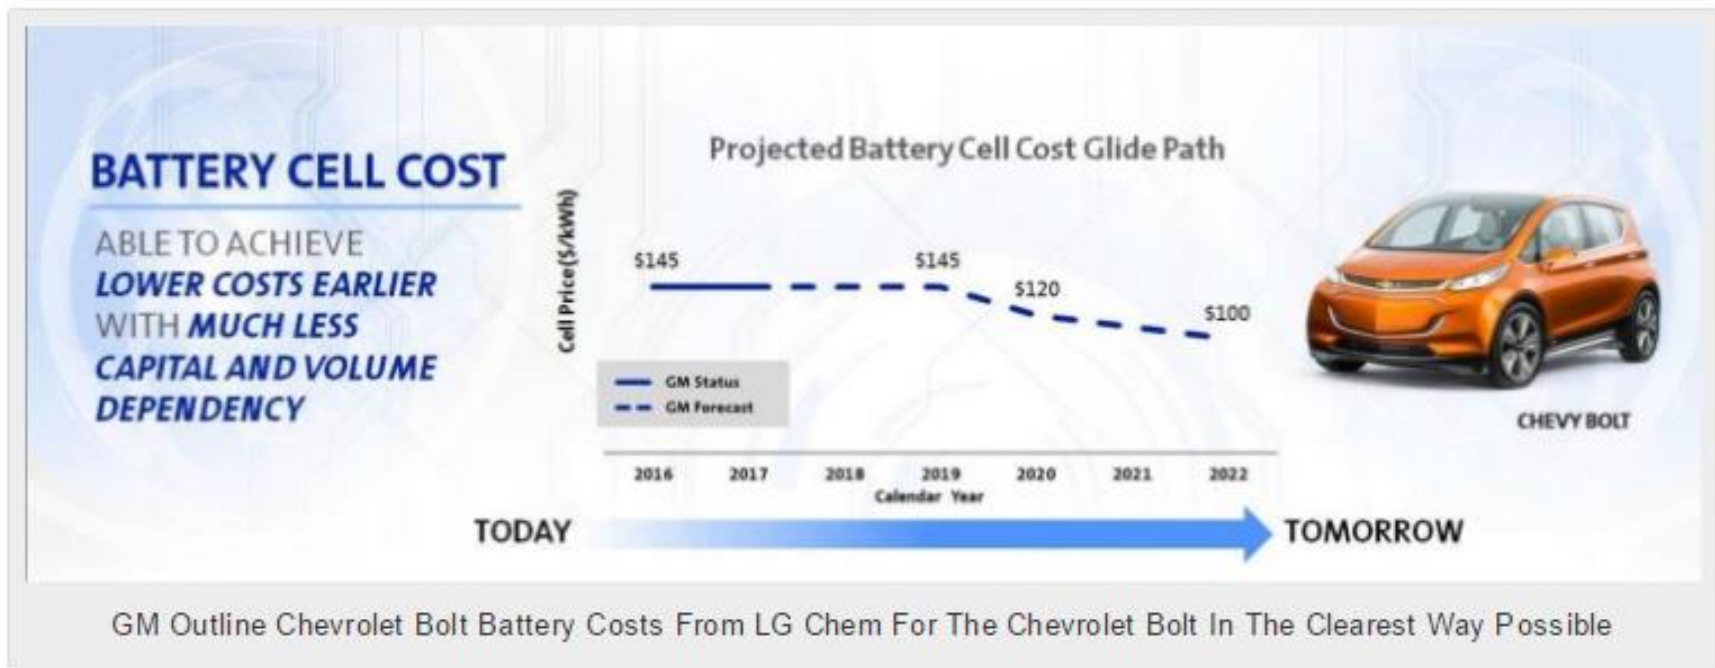 BATTERY CELL COST
ABLE TO ACHIEVE
LOWER COSTS EARLIER
WITH MUCH LESS
CAPITAL AND VOLUME
DEPENDENCY
Projected Battery Cell Cost Glide Path
Cell Price($/kWh)
$145
$145
$120
$100
GM Status
GM Forecast
2016 2017 2018 2019 2020 2021 2022
Calendar Year
CHEVY BOLT
TODAY
TOMORROW
GM Outline Chevrolet Bolt Battery Costs From LG Chem For The Chevrolet Bolt In The Clearest Way Possible